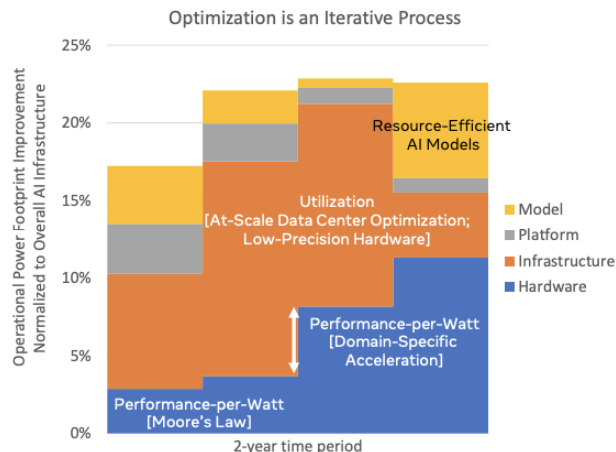 Optimization is an Iterative Process
Operational Power Footprint Improvement
Normalized to Overall AI Infrastructure
25%
20%
15%
10%
5%
0%
Resource-Efficient
AI Models
Utilization
[At-Scale Data Center Optimization;
Low-Precision Hardware]
Performance-per-Watt
[Domain-Specific
Acceleration]
Performance-per-Watt
[Moore's Law]
2-year time period
Model
Platform
Infrastructure
Hardware